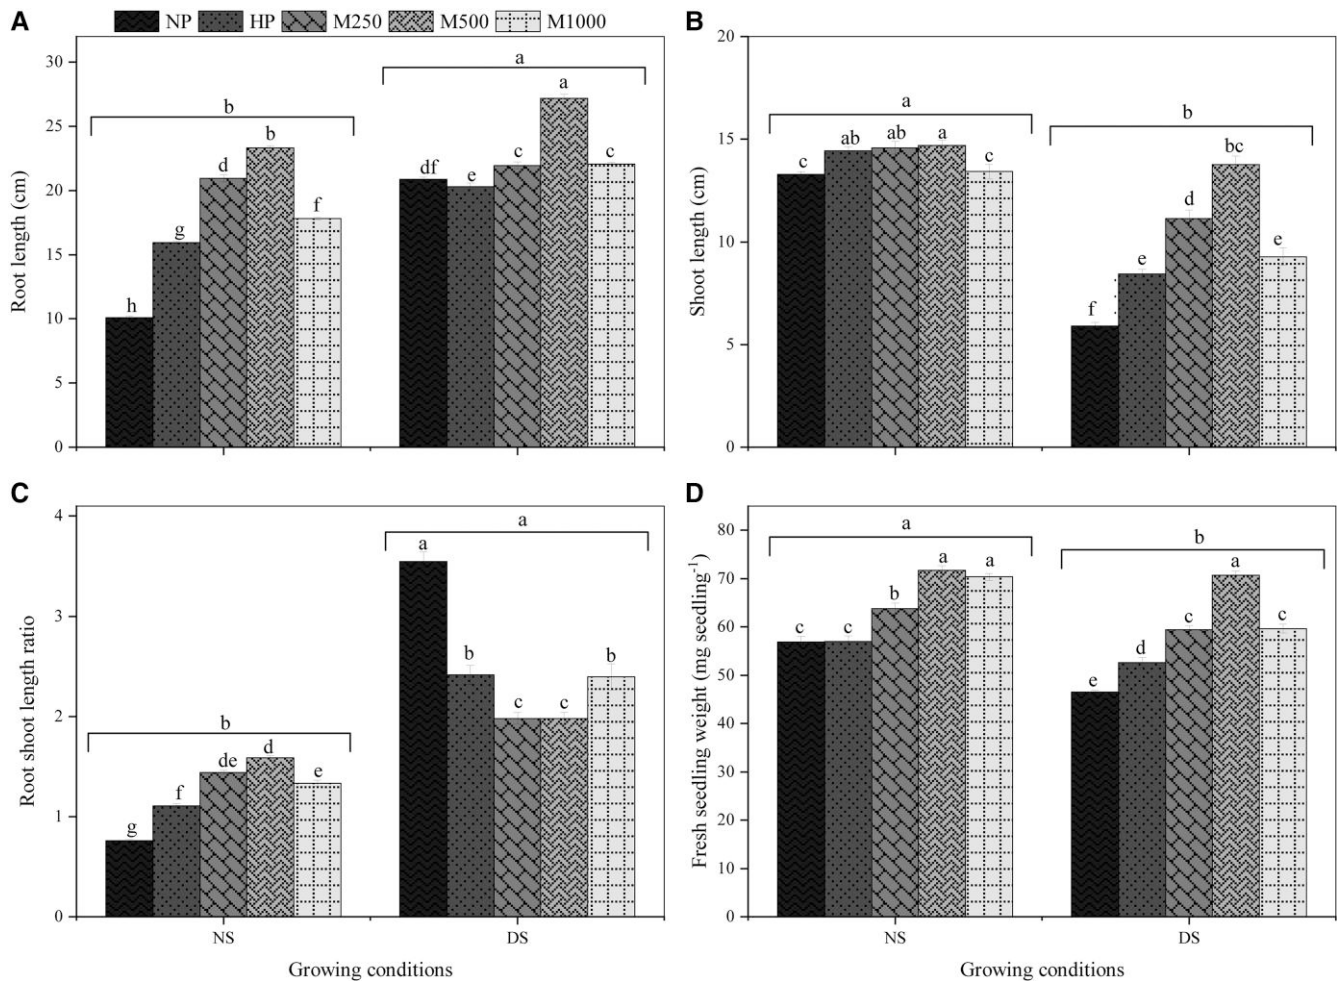 A NP HP M250 M500 M1000
Root length (cm)
30
25
20
15
10
5
0
b
h
g
d
b
f
a
df
e
c
a
c
B
Shoot length (cm)
20
15
10
5
0
a
c
ab
ab
a
c
b
f
e
d
bc
e
C
Root shoot length ratio
4
3
2
1
0
b
g
f
de
d
e
a
a
b
c
c
b
NS DS
Growing conditions
D
Fresh seedling weight (mg seedling⁻¹)
80
70
60
50
40
30
20
10
0
a
c
c
b
a
a
b
e
d
c
a
c
NS DS
Growing conditions